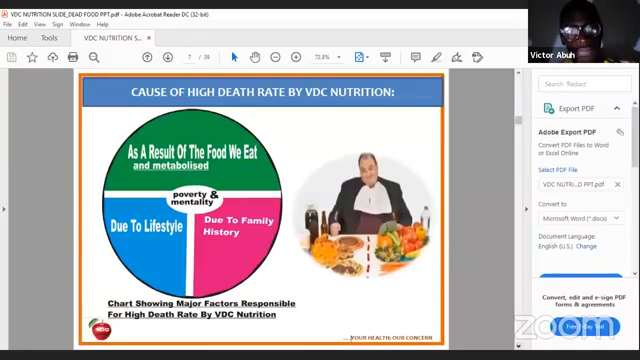 VDC NUTRITION SLIDE_DEAD FOOD PPT.pdf - Adobe Acrobat Reader DC (32-bit)
File Edit View Sign Window Help
Home Tools VDC NUTRITION SL... ×
7 / 39 72.8%
Victor Abuh
CAUSE OF HIGH DEATH RATE BY VDC NUTRITION:
As A Result Of The Food We Eat
and metabolised
poverty &
mentality
Due To Lifestyle
Due To Family
History
Chart Showing Major Factors Responsible
For High Death Rate By VDC Nutrition
... YOUR HEALTH; OUR CONCERN
Search 'Redact'
Export PDF
Adobe Export PDF
Convert PDF Files to Word
or Excel Online
Select PDF File
VDC NUTRI...D PPT.pdf ×
Convert to
Microsoft Word (*.docx)
Document Language:
English (U.S.) Change
Convert, edit and e-sign PDF
forms & agreements
Free 7-Day Trial
zoom